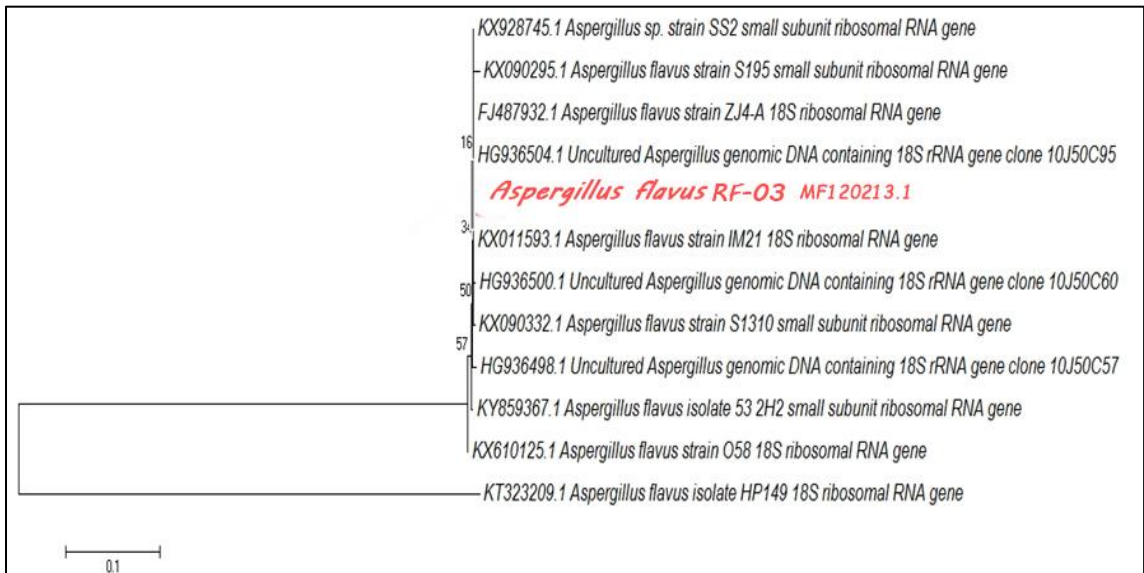 KX928745.1 Aspergillus sp. strain SS2 small subunit ribosomal RNA gene
KX090295.1 Aspergillus flavus strain S195 small subunit ribosomal RNA gene
FJ487932.1 Aspergillus flavus strain ZJ4-A 18S ribosomal RNA gene
16
HG936504.1 Uncultured Aspergillus genomic DNA containing 18S rRNA gene clone 10J50C95
Aspergillus flavus RF-03 MF120213.1
34
KX011593.1 Aspergillus flavus strain IM21 18S ribosomal RNA gene
HG936500.1 Uncultured Aspergillus genomic DNA containing 18S rRNA gene clone 10J50C60
50
KX090332.1 Aspergillus flavus strain S1310 small subunit ribosomal RNA gene
57
HG936498.1 Uncultured Aspergillus genomic DNA containing 18S rRNA gene clone 10J50C57
KY859367.1 Aspergillus flavus isolate 53 2H2 small subunit ribosomal RNA gene
KX610125.1 Aspergillus flavus strain O58 18S ribosomal RNA gene
KT323209.1 Aspergillus flavus isolate HP149 18S ribosomal RNA gene
0.1